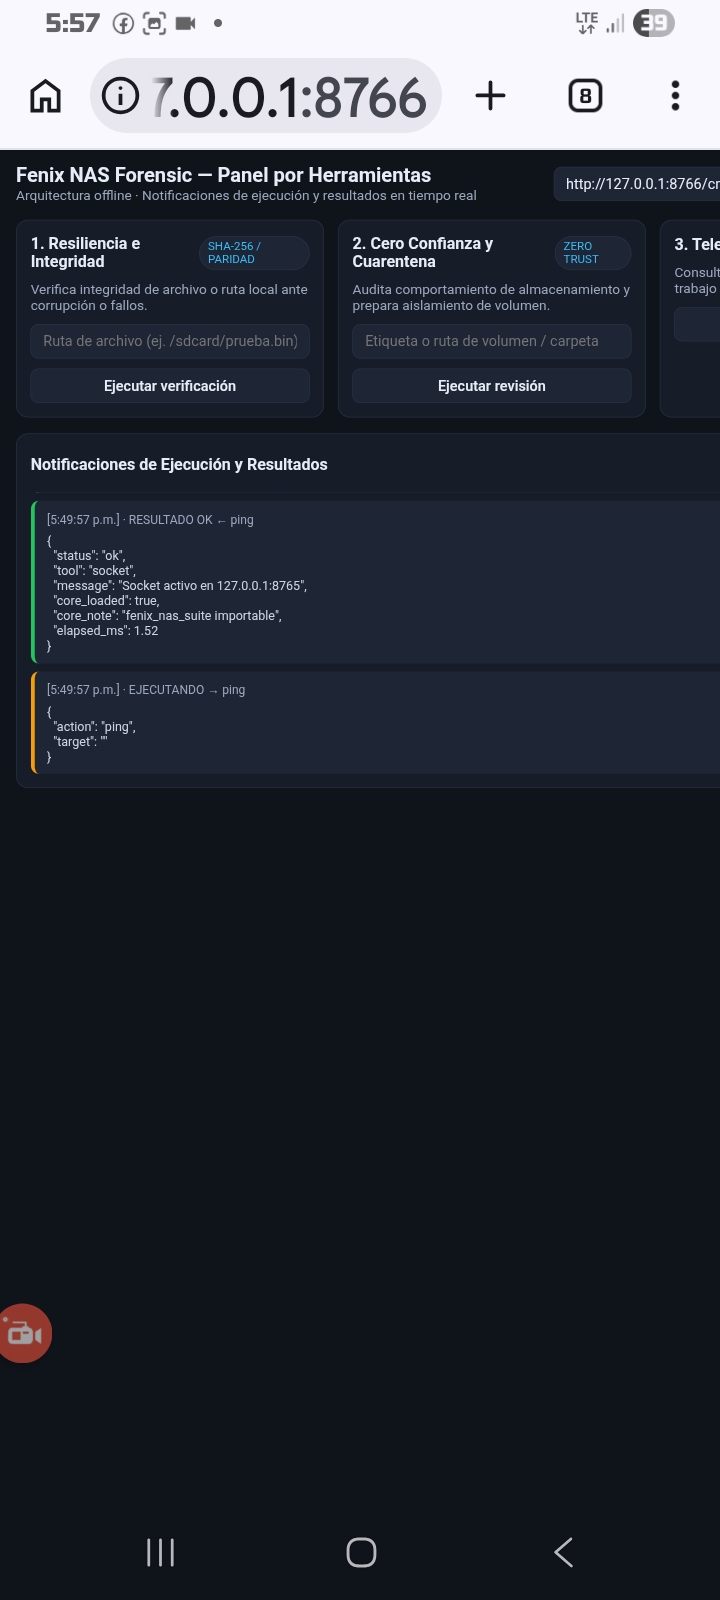 5:57
LTE
39
7.0.0.1:8766
8
Fenix NAS Forensic — Panel por Herramientas
Arquitectura offline · Notificaciones de ejecución y resultados en tiempo real
http://127.0.0.1:8766/cr
1. Resiliencia e
Integridad
SHA-256 /
PARIDAD
Verifica integridad de archivo o ruta local ante
corrupción o fallos.
Ruta de archivo (ej. /sdcard/prueba.bin)
Ejecutar verificación
2. Cero Confianza y
Cuarentena
ZERO
TRUST
Audita comportamiento de almacenamiento y
prepara aislamiento de volumen.
Etiqueta o ruta de volumen / carpeta
Ejecutar revisión
3. Tele
Consult
trabajo
Notificaciones de Ejecución y Resultados
[5:49:57 p.m.] · RESULTADO OK ← ping
{
"status": "ok",
"tool": "socket",
"message": "Socket activo en 127.0.0.1:8765",
"core_loaded": true,
"core_note": "fenix_nas_suite importable",
"elapsed_ms": 1.52
}
[5:49:57 p.m.] · EJECUTANDO → ping
{
"action": "ping",
"target": ""
}